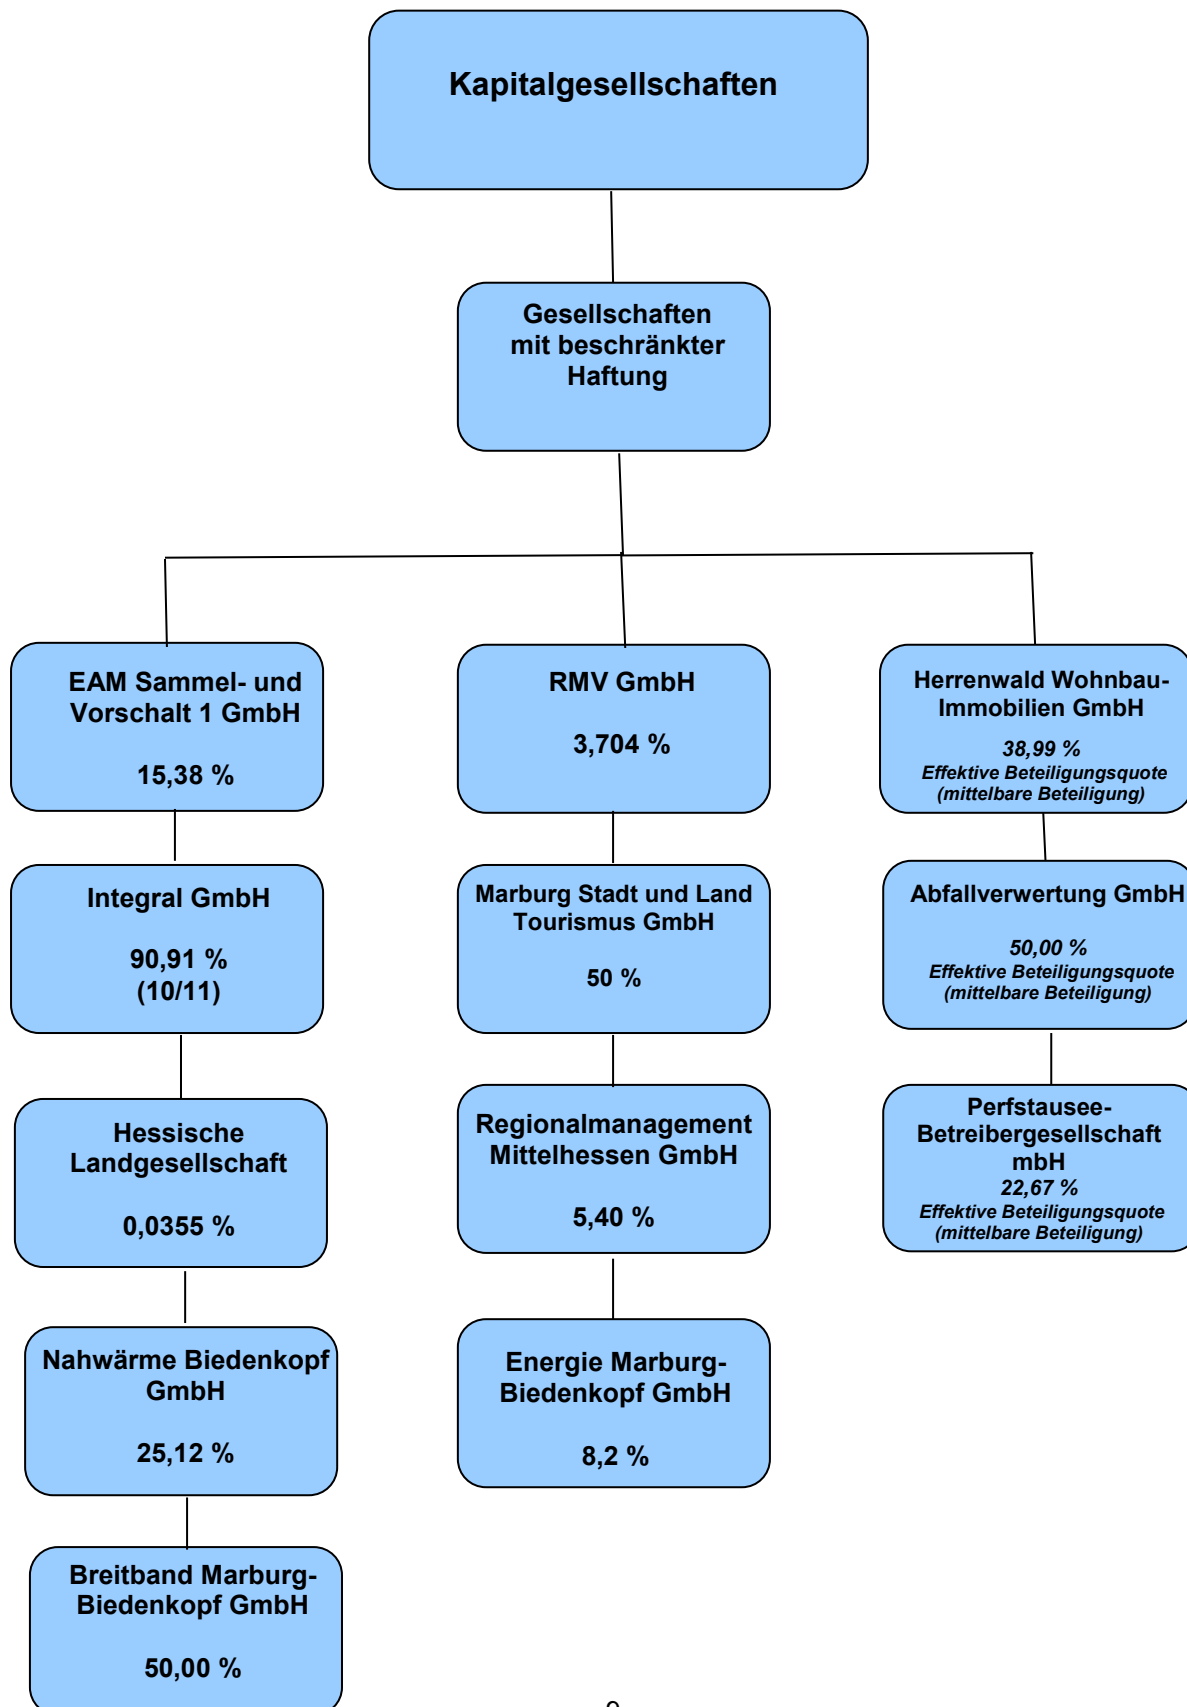 Kapitalgesellschaften
Gesellschaften
mit beschränkter
Haftung
EAM Sammel- und
Vorschalt 1 GmbH
15,38 %
Integral GmbH
90,91 %
(10/11)
Hessische
Landgesellschaft
0,0355 %
Nahwärme Biedenkopf
GmbH
25,12 %
Breitband Marburg-
Biedenkopf GmbH
50,00 %
RMV GmbH
3,704 %
Marburg Stadt und Land
Tourismus GmbH
50 %
Regionalmanagement
Mittelhessen GmbH
5,40 %
Energie Marburg-
Biedenkopf GmbH
8,2 %
Herrenwald Wohnbau-
Immobilien GmbH
38,99 %
Effektive Beteiligungsquote
(mittelbare Beteiligung)
Abfallverwertung GmbH
50,00 %
Effektive Beteiligungsquote
(mittelbare Beteiligung)
Perfstausee-
Betreibergesellschaft
mbH
22,67 %
Effektive Beteiligungsquote
(mittelbare Beteiligung)